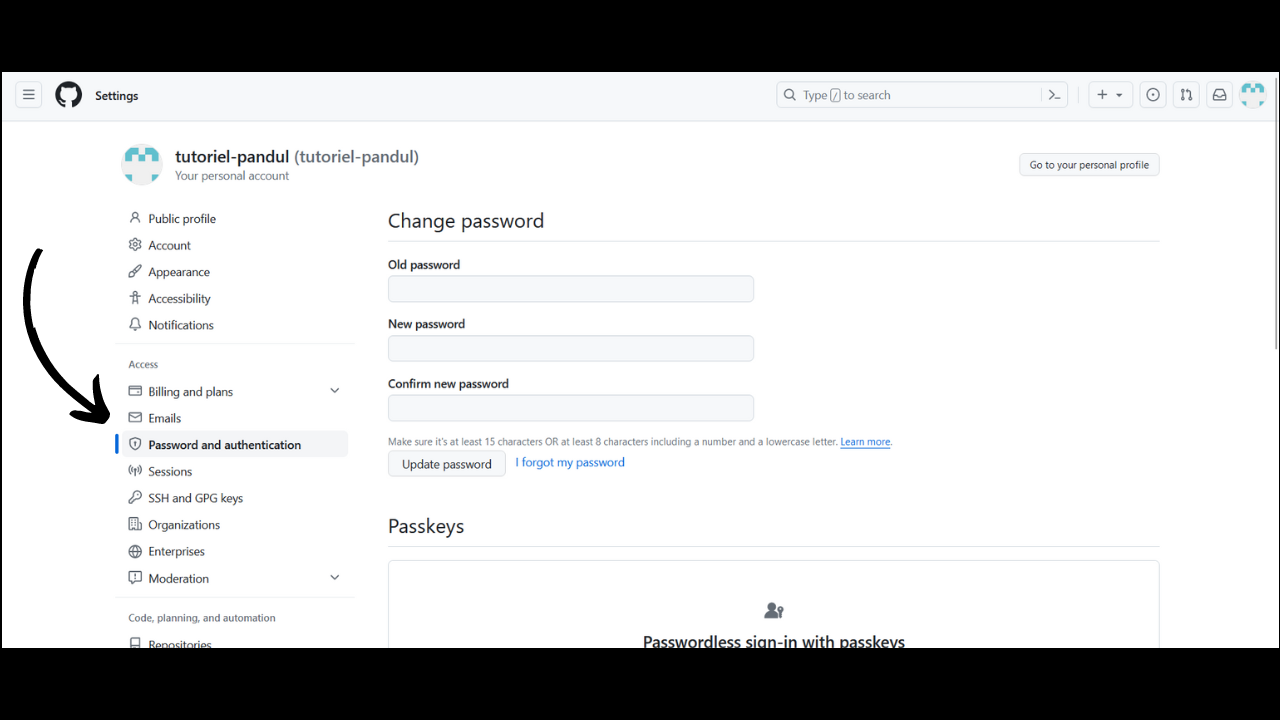 Settings
Type / to search
tutoriel-pandul (tutoriel-pandul)
Your personal account
Go to your personal profile
Public profile
Account
Appearance
Accessibility
Notifications
Access
Billing and plans
Emails
Password and authentication
Sessions
SSH and GPG keys
Organizations
Enterprises
Moderation
Code, planning, and automation
Repositories
Change password
Old password
New password
Confirm new password
Make sure it's at least 15 characters OR at least 8 characters including a number and a lowercase letter. Learn more.
Update password I forgot my password
Passkeys
Passwordless sign-in with passkeys